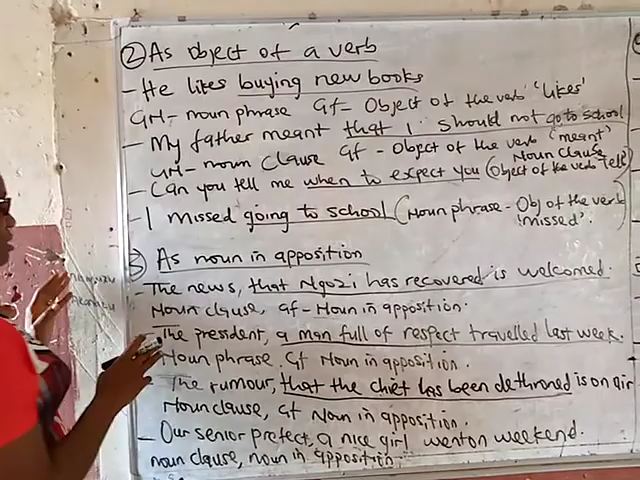 ② As object of a verb
- He likes buying new books
GN- noun phrase Gf- Object of the verb 'likes'
- My father meant that I should not go to school
GN- noun Clause Gf - Object of the verb 'meant'
- Can you tell me when to expect you (Noun Clause Object of the verb 'tell')
- I missed going to school (Noun phrase - Obj of the verb 'missed'.)
③ As noun in apposition
- The news, that Ngozi has recovered is welcomed.
Noun clause, Gf - Noun in apposition.
- The president, a man full of respect travelled last week.
Noun phrase. Gf Noun in apposition.
The rumour, that the chief has been dethroned is on air
Noun clause, Gf Noun in apposition.
- Our senior prefect, a nice girl went on weekend.
noun clause, noun in apposition.